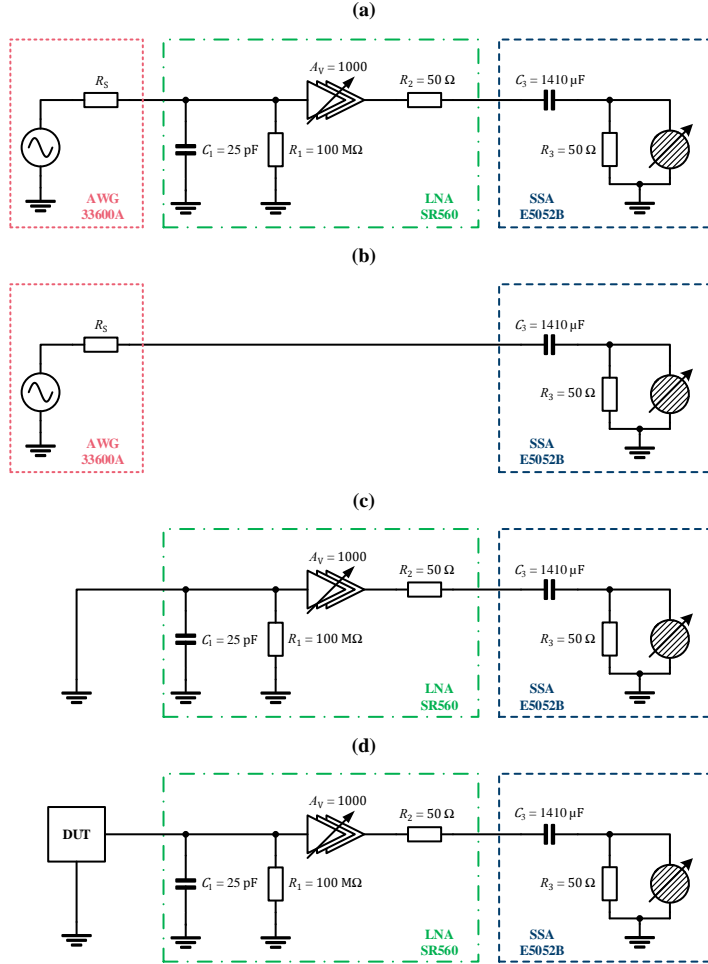 (a)
R_S
A_V = 1000
R_2 = 50 Ω
C_3 = 1410 μF
C_1 = 25 pF
R_1 = 100 MΩ
R_3 = 50 Ω
AWG
33600A
LNA
SR560
SSA
E5052B
(b)
R_S
C_3 = 1410 μF
R_3 = 50 Ω
AWG
33600A
SSA
E5052B
(c)
A_V = 1000
R_2 = 50 Ω
C_3 = 1410 μF
C_1 = 25 pF
R_1 = 100 MΩ
R_3 = 50 Ω
LNA
SR560
SSA
E5052B
(d)
A_V = 1000
R_2 = 50 Ω
C_3 = 1410 μF
DUT
C_1 = 25 pF
R_1 = 100 MΩ
R_3 = 50 Ω
LNA
SR560
SSA
E5052B